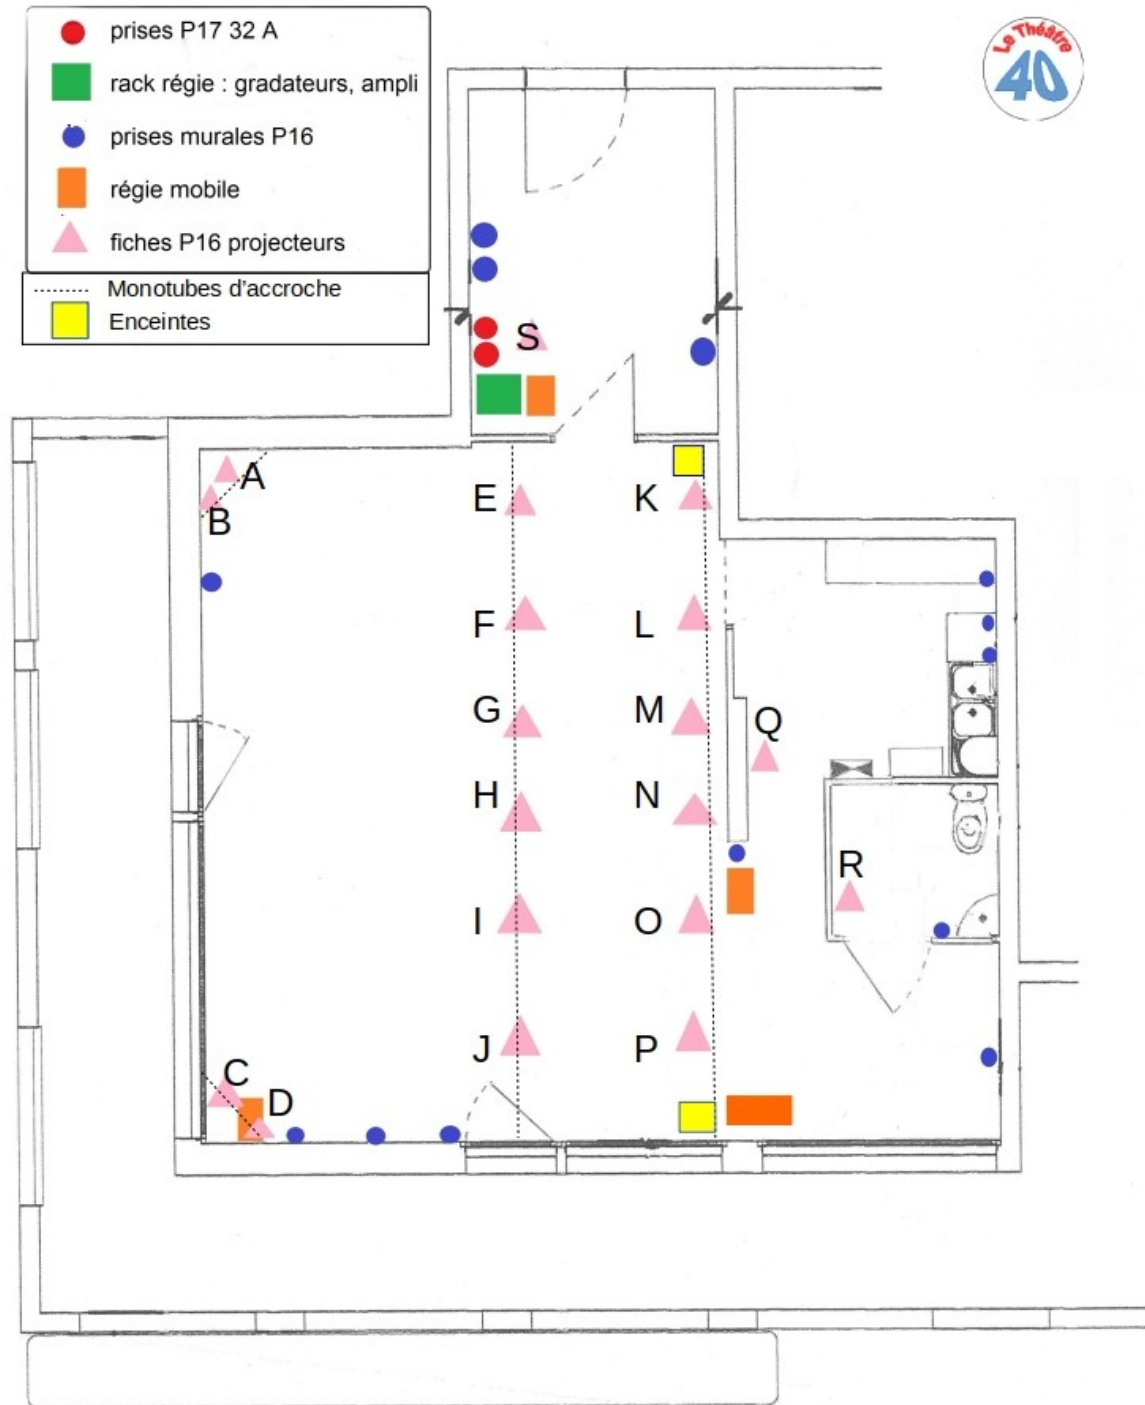 prises P17 32 A
rack régie : gradateurs, ampli
prises murales P16
régie mobile
fiches P16 projecteurs
Monotubes d'accroche
Enceintes
Le Théâtre
40
S
A
B
E
K
F
L
G
M
Q
H
N
R
I
O
J
P
C
D